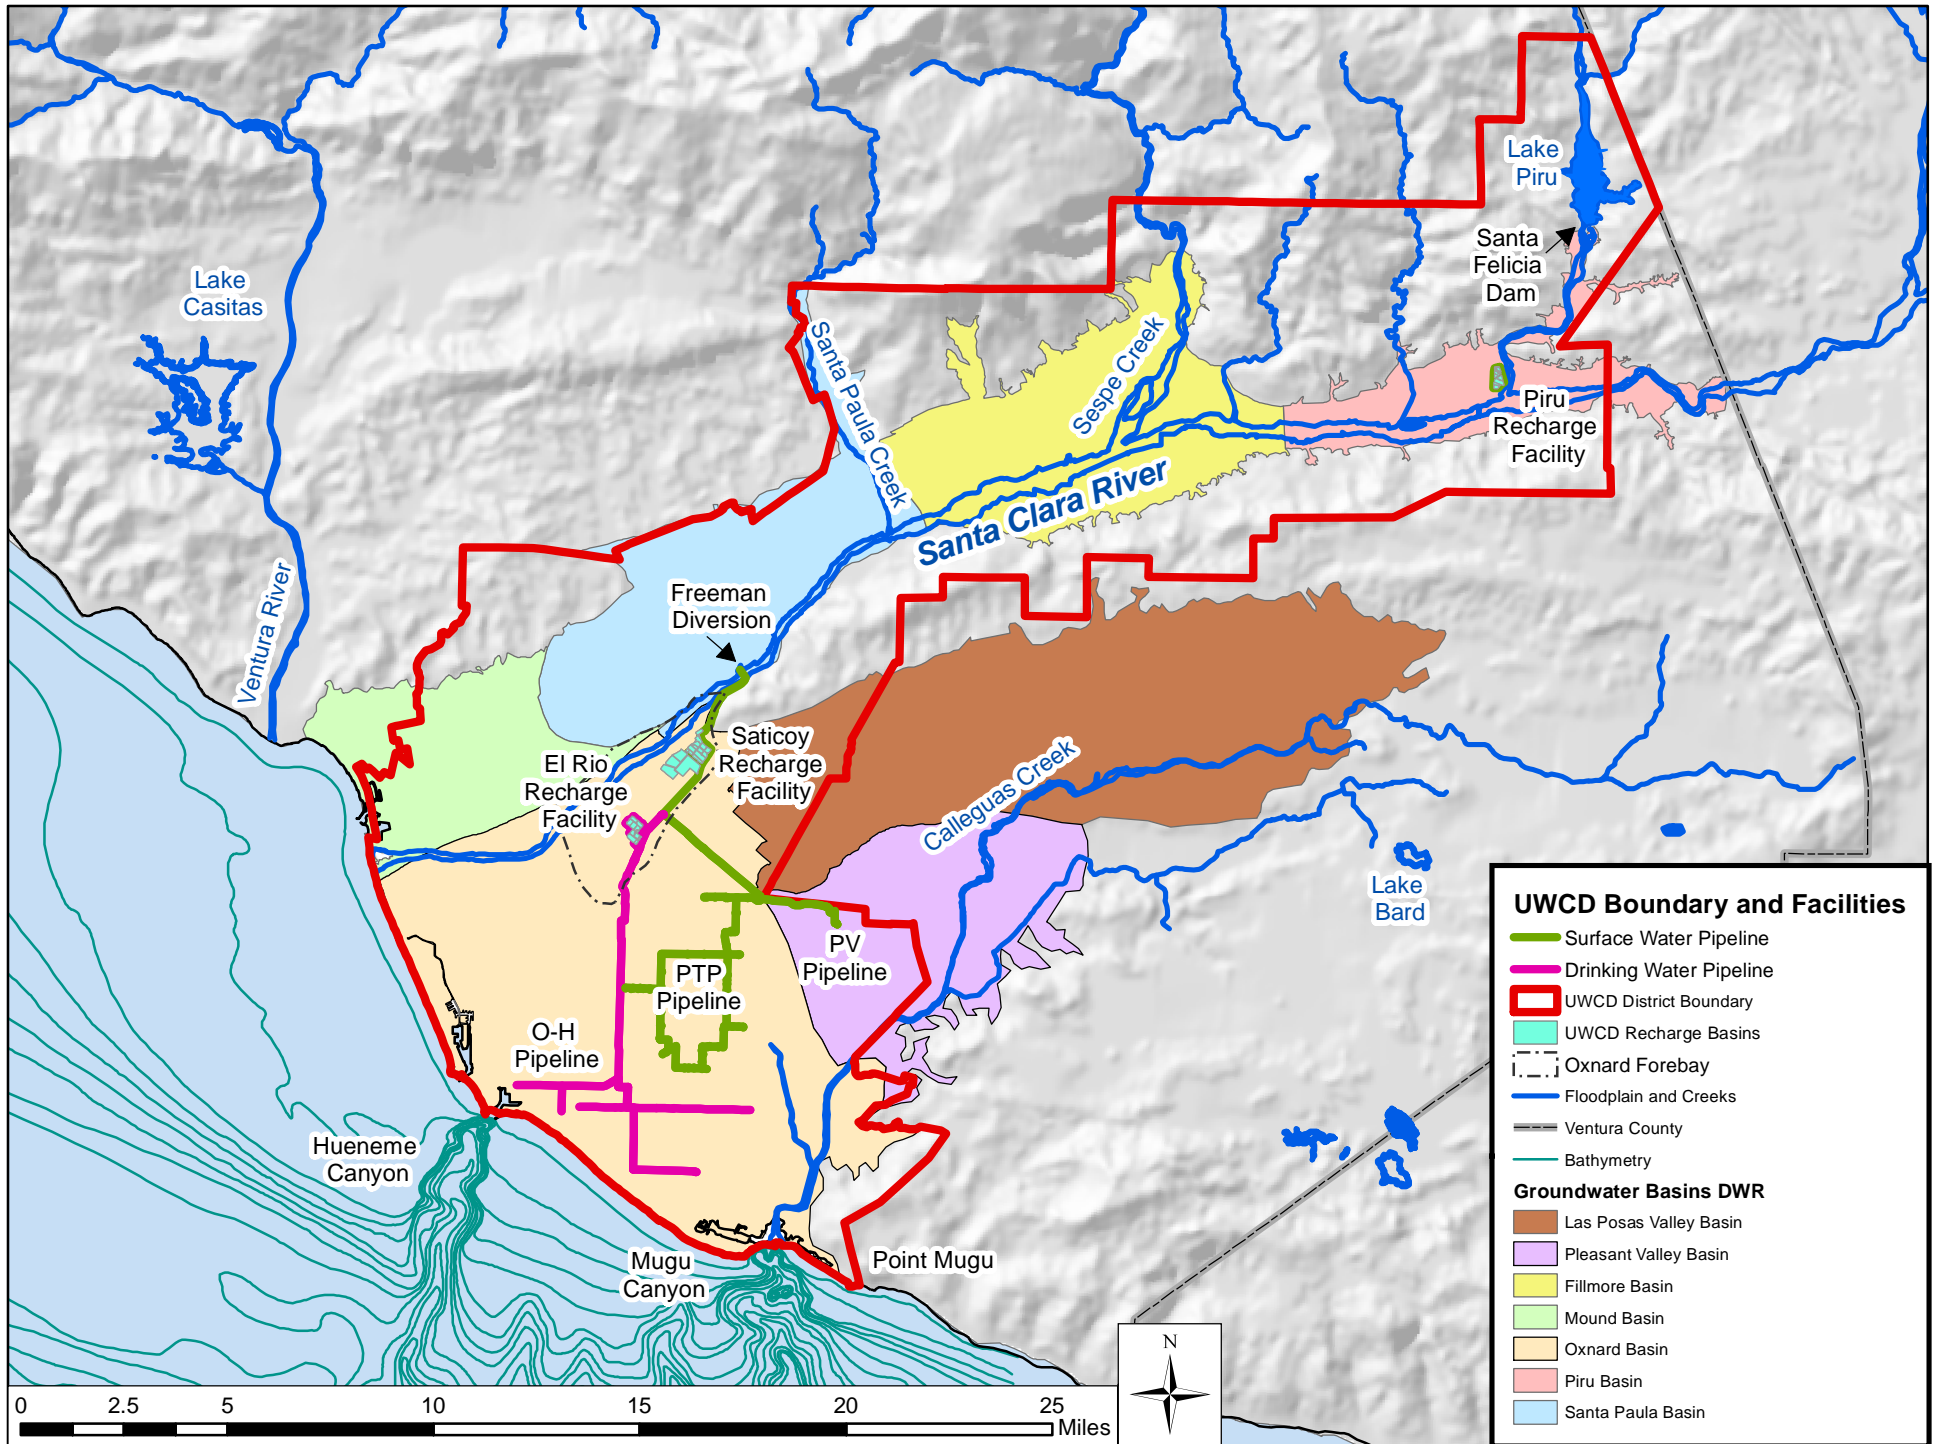 Lake
Piru
Santa
Felicia
Dam
Lake
Casitas
Santa Paula Creek
Sespe Creek
Piru
Recharge
Facility
Santa Clara River
Ventura River
Freeman
Diversion
Saticoy
Recharge
Facility
El Rio
Recharge
Facility
Calleguas Creek
Lake
Bard
PV
Pipeline
PTP
Pipeline
O-H
Pipeline
Hueneme
Canyon
Mugu
Canyon
Point Mugu
UWCD Boundary and Facilities
Surface Water Pipeline
Drinking Water Pipeline
UWCD District Boundary
UWCD Recharge Basins
Oxnard Forebay
Floodplain and Creeks
Ventura County
Bathymetry
Groundwater Basins DWR
Las Posas Valley Basin
Pleasant Valley Basin
Fillmore Basin
Mound Basin
Oxnard Basin
Piru Basin
Santa Paula Basin
N
0 2.5 5 10 15 20 25
Miles